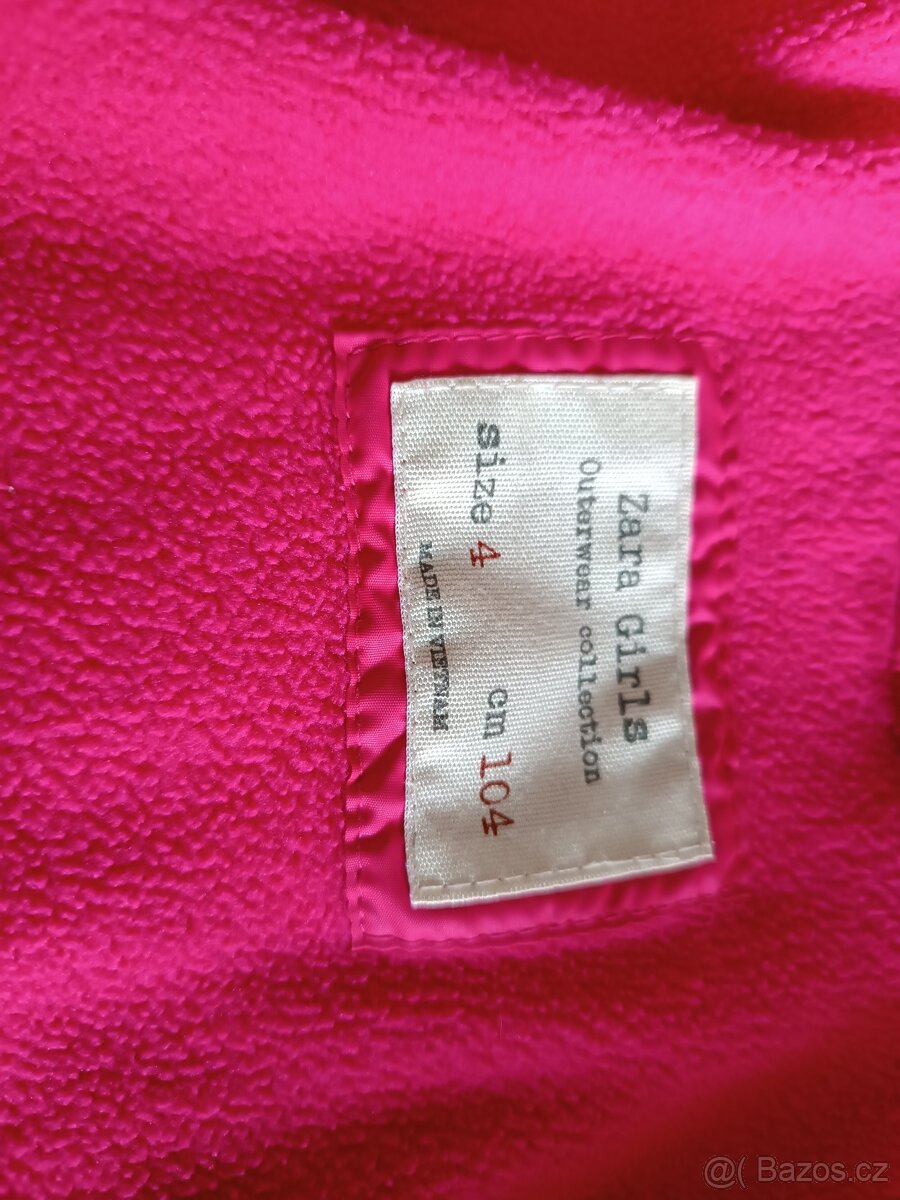 Zara Girls
Outerwear collection
size 4 cm 104
MADE IN VIETNAM
@( Bazos.cz